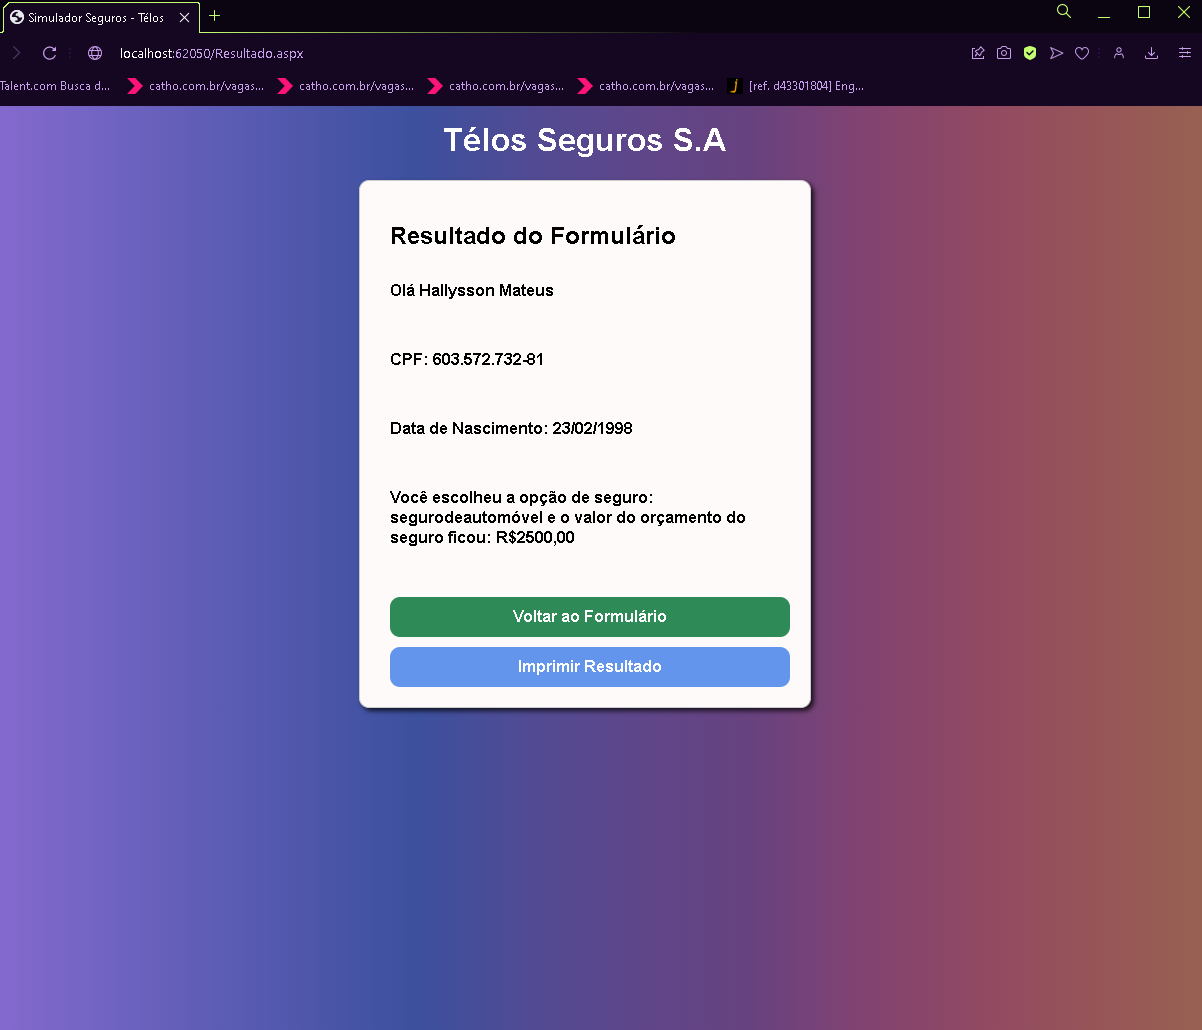 Simulador Seguros - Télos
localhost:62050/Resultado.aspx
Talent.com Busca d... catho.com.br/vagas... catho.com.br/vagas... catho.com.br/vagas... catho.com.br/vagas... [ref. d43301804] Eng...
Télos Seguros S.A
Resultado do Formulário
Olá Hallysson Mateus
CPF: 603.572.732-81
Data de Nascimento: 23/02/1998
Você escolheu a opção de seguro:
segurodeautomóvel e o valor do orçamento do
seguro ficou: R$2500,00
Voltar ao Formulário
Imprimir Resultado